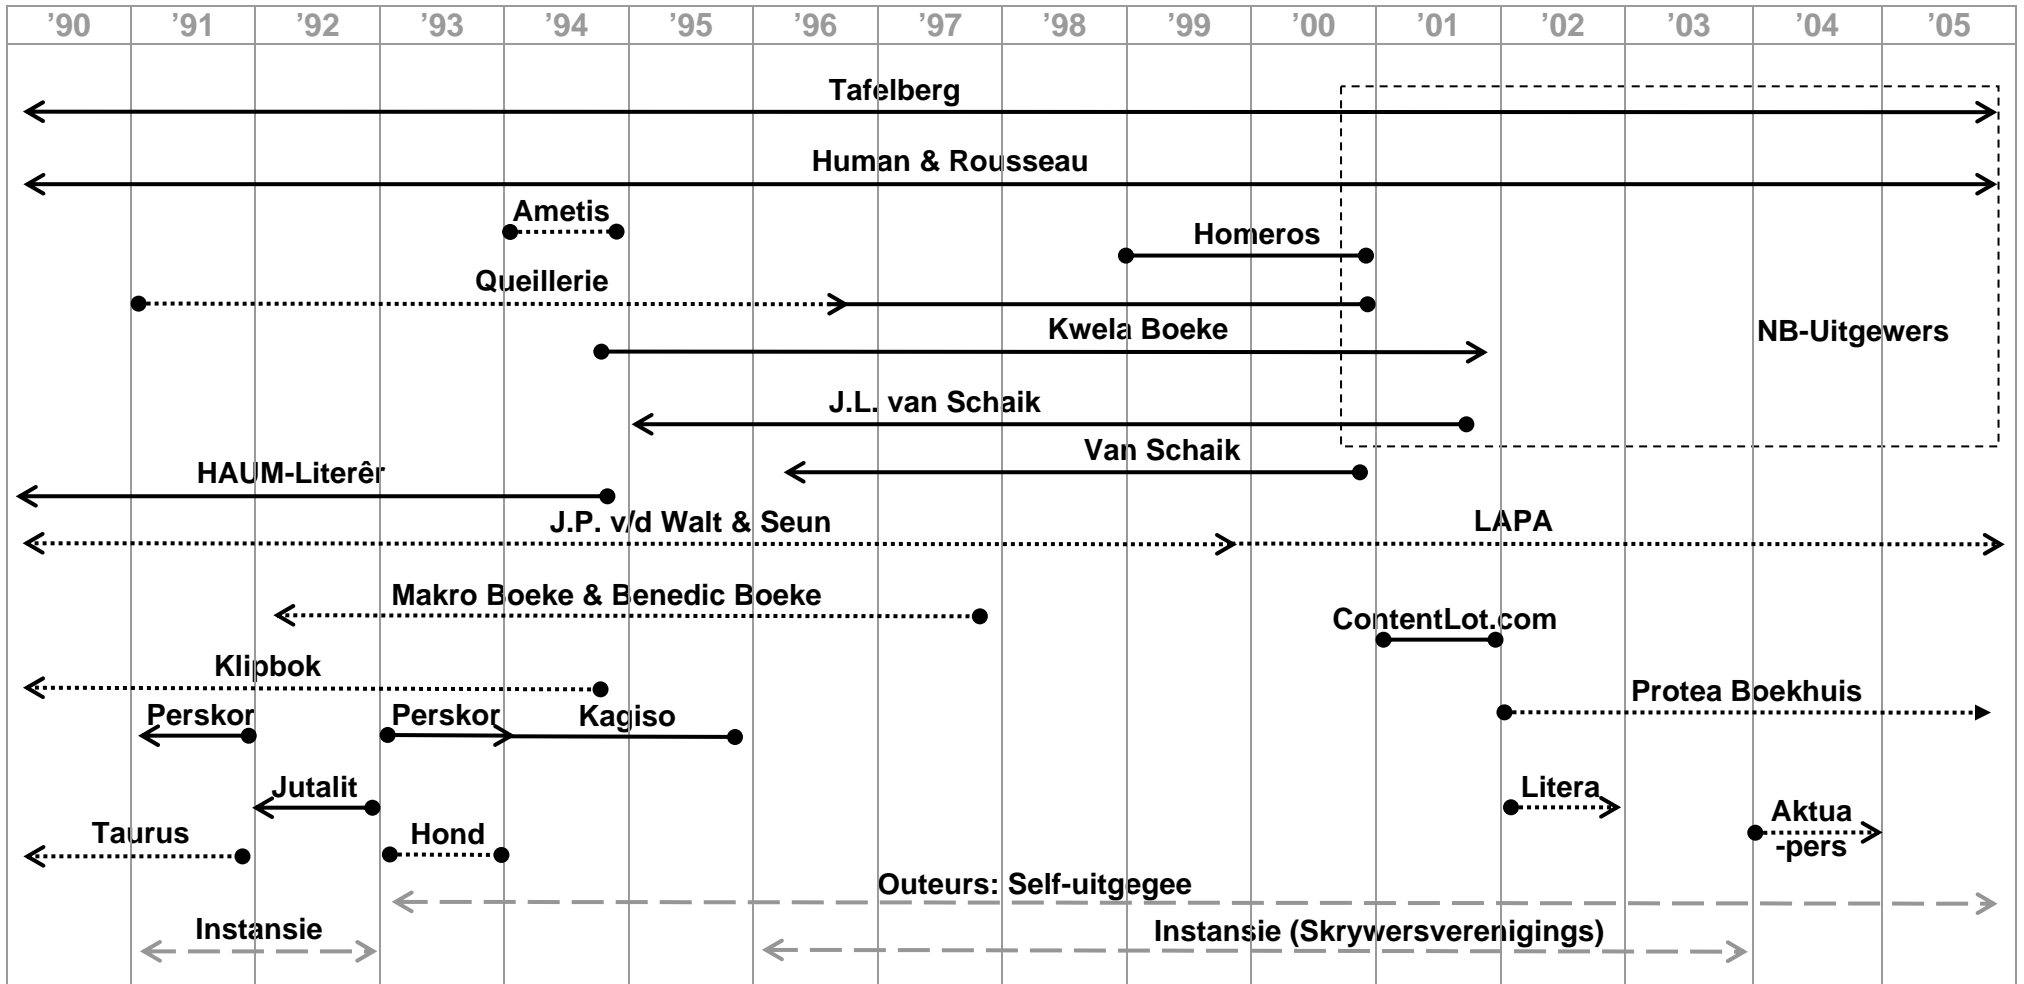 ’90 ’91 ’92 ’93 ’94 ’95 ’96 ’97 ’98 ’99 ’00 ’01 ’02 ’03 ’04 ’05
Tafelberg
Human & Rousseau
Ametis
Homeros
Queillerie
Kwela Boeke
NB-Uitgewers
J.L. van Schaik
Van Schaik
HAUM-Literêr
J.P. v/d Walt & Seun
LAPA
Makro Boeke & Benedic Boeke
ContentLot.com
Klipbok
Protea Boekhuis
Perskor
Perskor
Kagiso
Jutalit
Litera
Aktua
-pers
Taurus
Hond
Outeurs: Self-uitgegee
Instansie
Instansie (Skrywersverenigings)